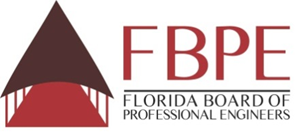 FBPE
FLORIDA BOARD OF
PROFESSIONAL ENGINEERS